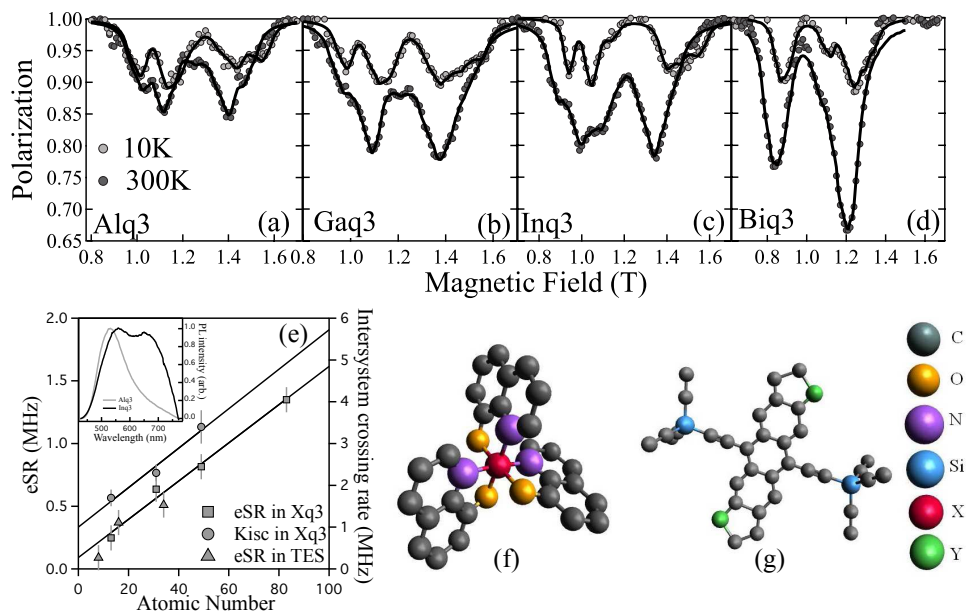 1.00
0.95
0.90
0.85
0.80
0.75
0.70
0.65
Polarization
10K
300K
Alq3
(a)
Gaq3
(b)
Inq3
(c)
Biq3
(d)
0.8 1.0 1.2 1.4 1.6 0.8 1.0 1.2 1.4 1.6 0.8 1.0 1.2 1.4 1.6 0.8 1.0 1.2 1.4 1.6
Magnetic Field (T)
2.0
1.5
1.0
0.5
0.0
eSR (MHz)
(e)
1.0
0.8
0.6
0.4
0.2
0.0
PL intensity (arb.)
Alq3
Inq3
500 600 700
Wavelength (nm)
eSR in Xq3
Kisc in Xq3
eSR in TES
0 20 40 60 80 100
Atomic Number
6
5
4
3
2
1
0
Intersystem crossing rate (MHz)
(f)
(g)
C
O
N
Si
X
Y